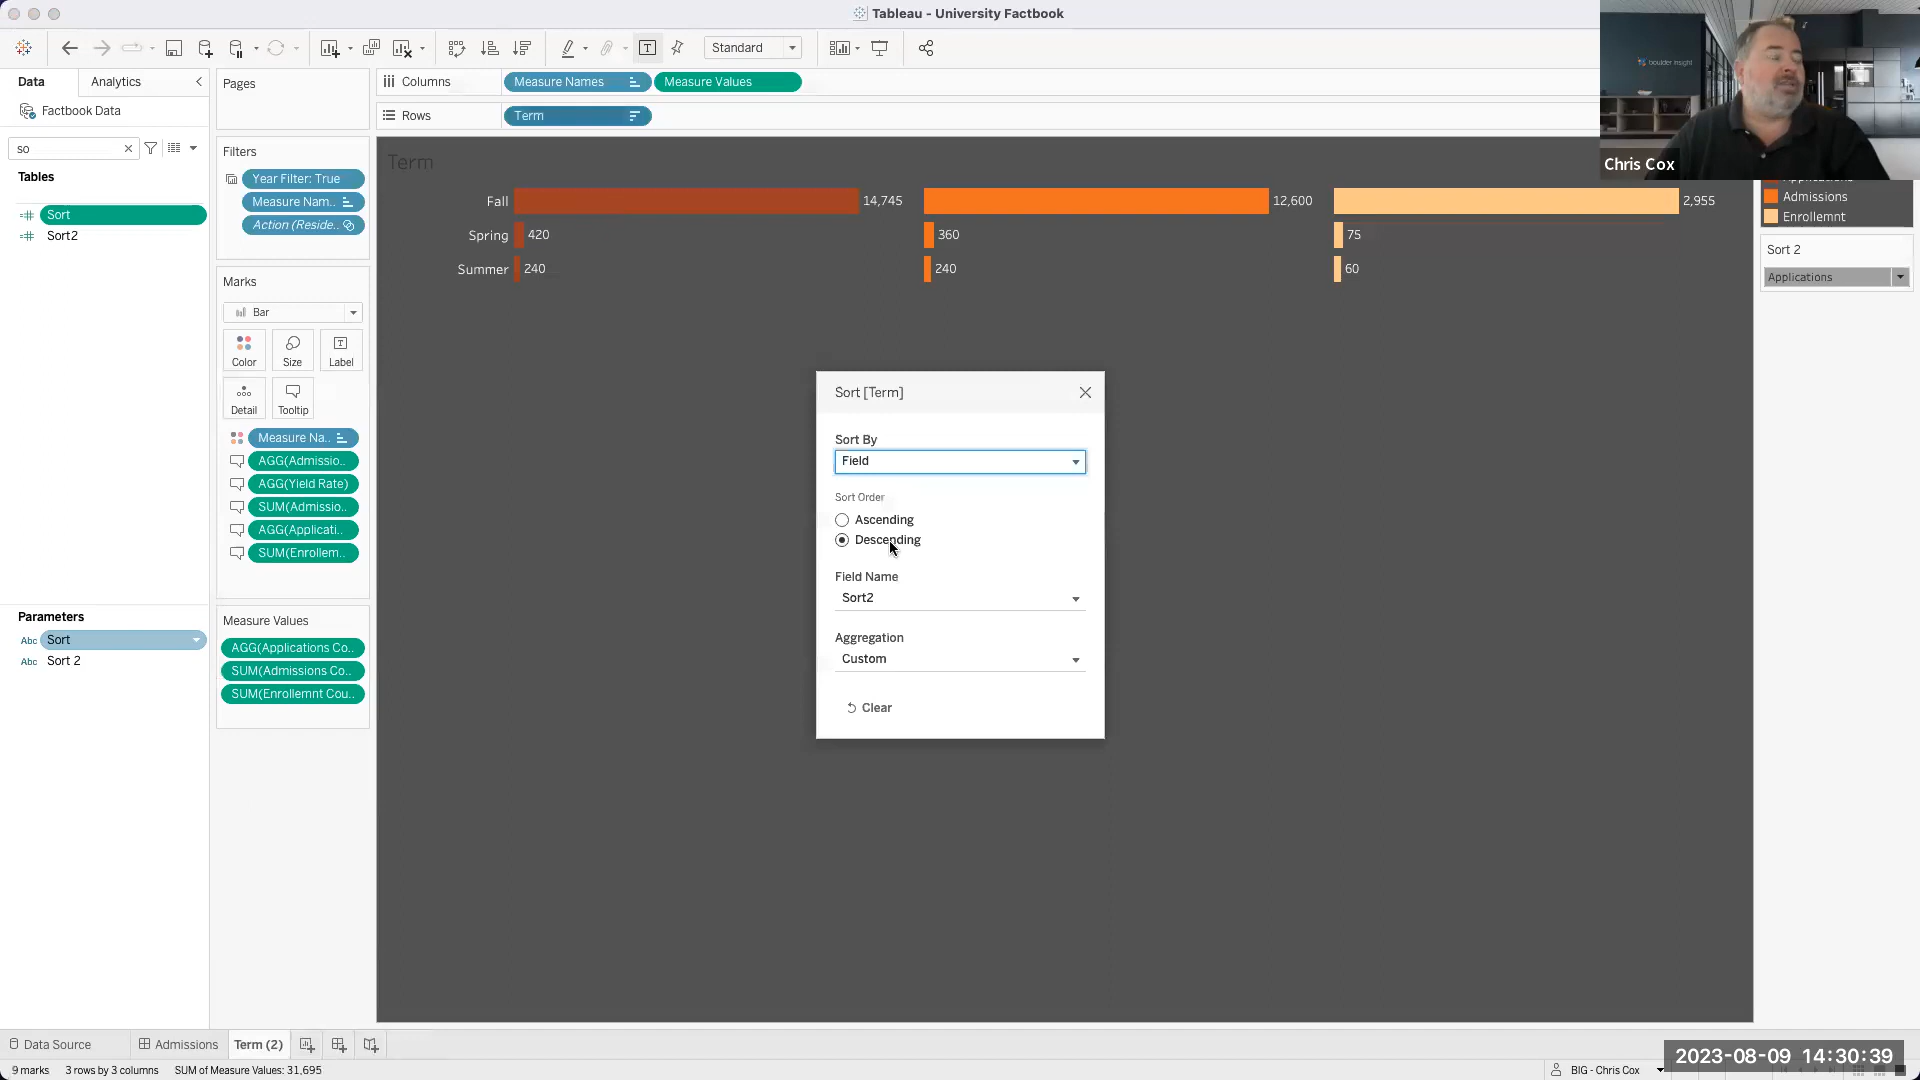 Tableau - University Factbook
Standard
boulder insight
Chris Cox
Data
Analytics
Factbook Data
so
Tables
Sort
Sort2
Parameters
Abc Sort
Abc Sort 2
Pages
Filters
Year Filter: True
Measure Nam..
Action (Reside..
Marks
Bar
Color
Size
T
Label
Detail
Tooltip
Measure Na..
AGG(Admissio..
AGG(Yield Rate)
SUM(Admissio..
AGG(Applicati..
SUM(Enrollem..
Measure Values
AGG(Applications Co..
SUM(Admissions Co..
SUM(Enrollemnt Cou..
Columns
Measure Names
Measure Values
Rows
Term
Term
Fall 14,745 12,600 2,955
Spring 420 360 75
Summer 240 240 60
Applications
Admissions
Enrollemnt
Sort 2
Applications
Sort [Term]
Sort By
Field
Sort Order
Ascending
Descending
Field Name
Sort2
Aggregation
Custom
Clear
Data Source
Admissions
Term (2)
9 marks
3 rows by 3 columns
SUM of Measure Values: 31,695
BIG - Chris Cox
2023-08-09 14:30:39